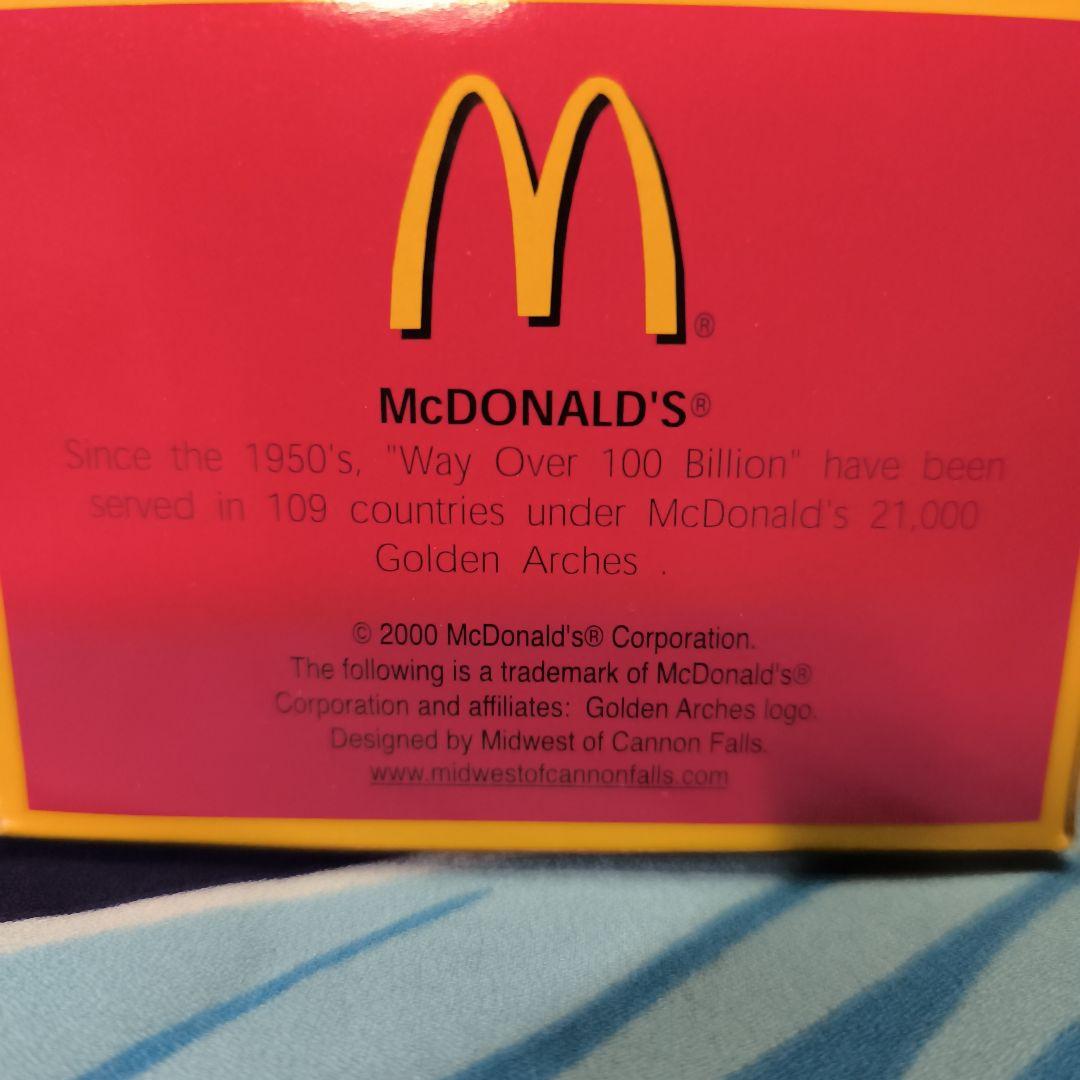 M®
McDONALD'S®
Since the 1950's, "Way Over 100 Billion" have been
served in 109 countries under McDonald's 21,000
Golden Arches .
© 2000 McDonald's® Corporation.
The following is a trademark of McDonald's®
Corporation and affiliates: Golden Arches logo.
Designed by Midwest of Cannon Falls.
www.midwestofcannonfalls.com